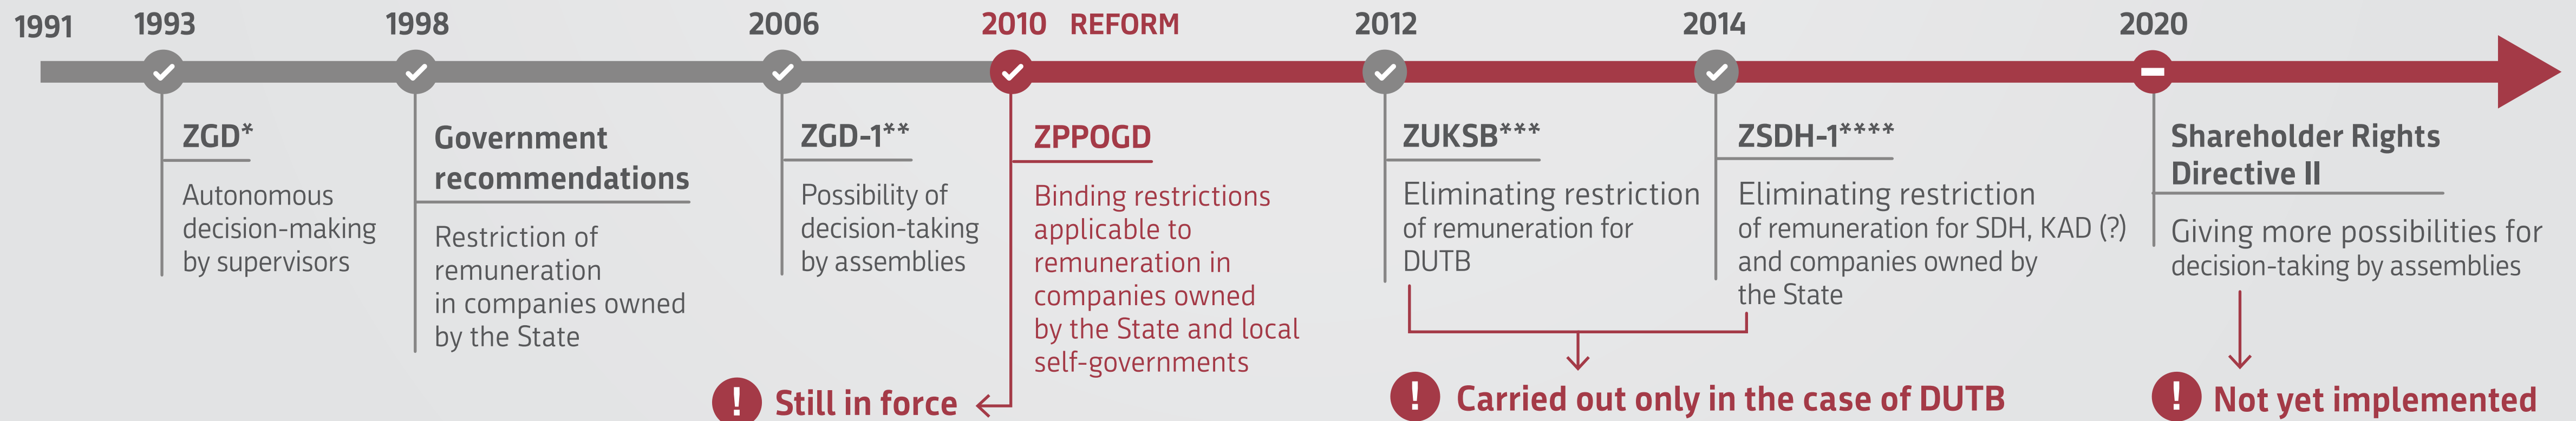 1991
1993
1998
2006
2010 REFORM
2012
2014
2020
ZGD*
Autonomous
decision-making
by supervisors
Government
recommendations
Restriction of
remuneration
in companies owned
by the State
ZGD-1**
Possibility of
decision-taking
by assemblies
ZPPOGD
Binding restrictions
applicable to
remuneration in
companies owned
by the State and local
self-governments
! Still in force
ZUKSB***
Eliminating restriction
of remuneration for
DUTB
ZSDH-1****
Eliminating restriction
of remuneration for SDH, KAD (?)
and companies owned by
the State
! Carried out only in the case of DUTB
Shareholder Rights
Directive II
Giving more possibilities for
decision-taking by assemblies
! Not yet implemented